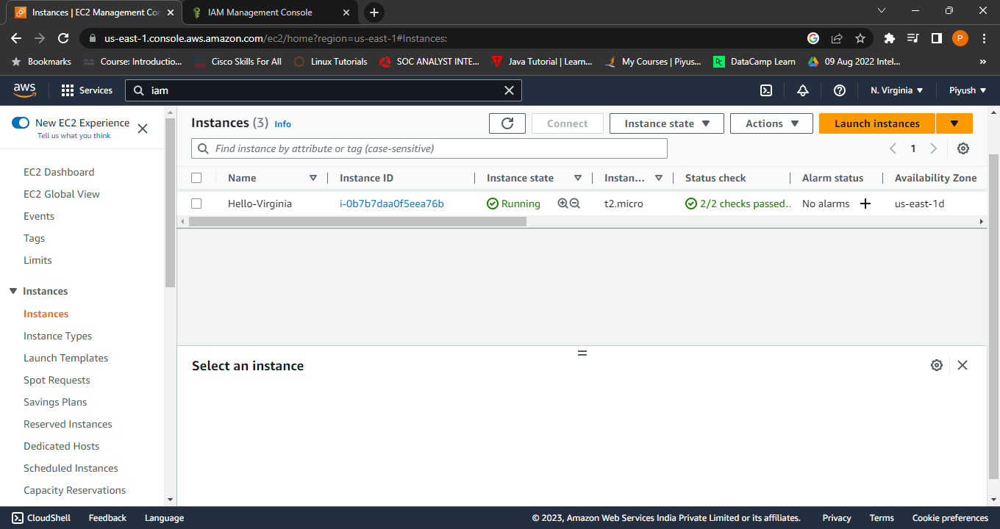 Instances | EC2 Management Con
IAM Management Console
us-east-1.console.aws.amazon.com/ec2/home?region=us-east-1#Instances:
P
Bookmarks
Course: Introductio...
Cisco Skills For All
Linux Tutorials
SOC ANALYST INTE...
Java Tutorial | Learn...
My Courses | Piyus...
DataCamp Learn
09 Aug 2022 Intel...
»
aws
Services
iam
N. Virginia
Piyush
New EC2 Experience
Tell us what you think
EC2 Dashboard
EC2 Global View
Events
Tags
Limits
Instances
Instances
Instance Types
Launch Templates
Spot Requests
Savings Plans
Reserved Instances
Dedicated Hosts
Scheduled Instances
Capacity Reservations
Instances (3) Info
Connect
Instance state
Actions
Launch instances
Find instance by attribute or tag (case-sensitive)
1
Name Instance ID Instance state Instan... Status check Alarm status Availability Zone
Hello-Virginia i-0b7b7daa0f5eea76b Running t2.micro 2/2 checks passed.. No alarms + us-east-1d
Select an instance
CloudShell Feedback Language © 2023, Amazon Web Services India Private Limited or its affiliates. Privacy Terms Cookie preferences